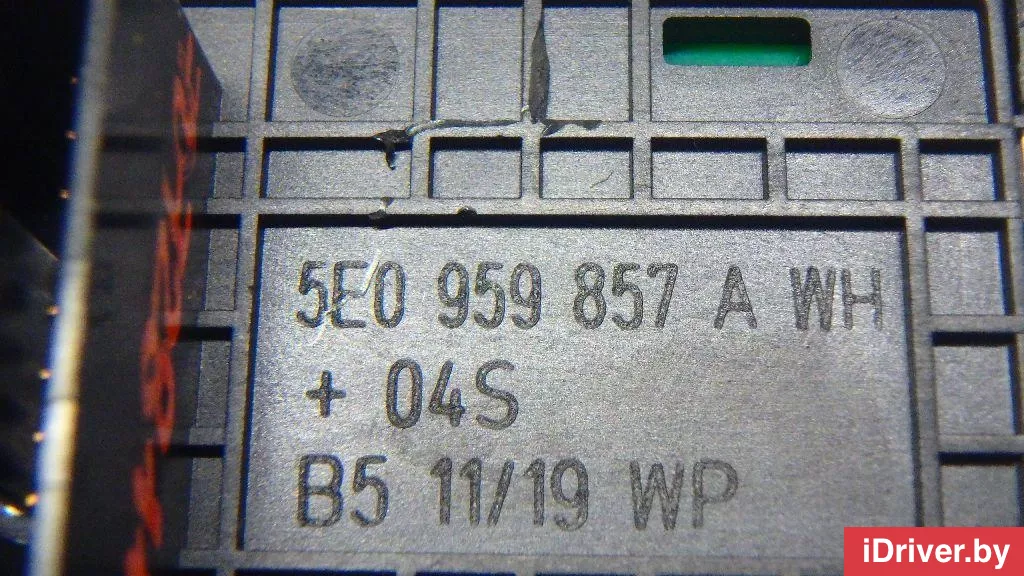 5E0 959 857 A WH
+ 04S
B5 11/19 WP
iDriver.by